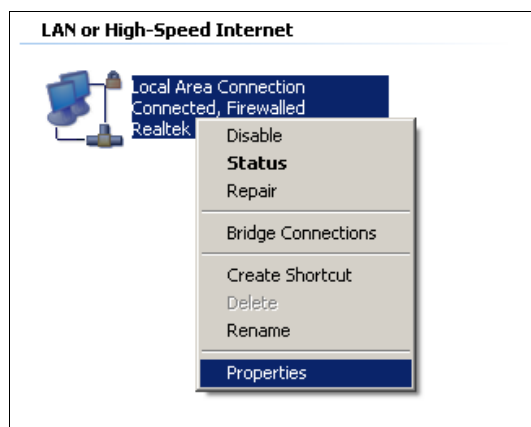 LAN or High-Speed Internet
Local Area Connection
Connected, Firewalled
Realtek
Disable
Status
Repair
Bridge Connections
Create Shortcut
Delete
Rename
Properties